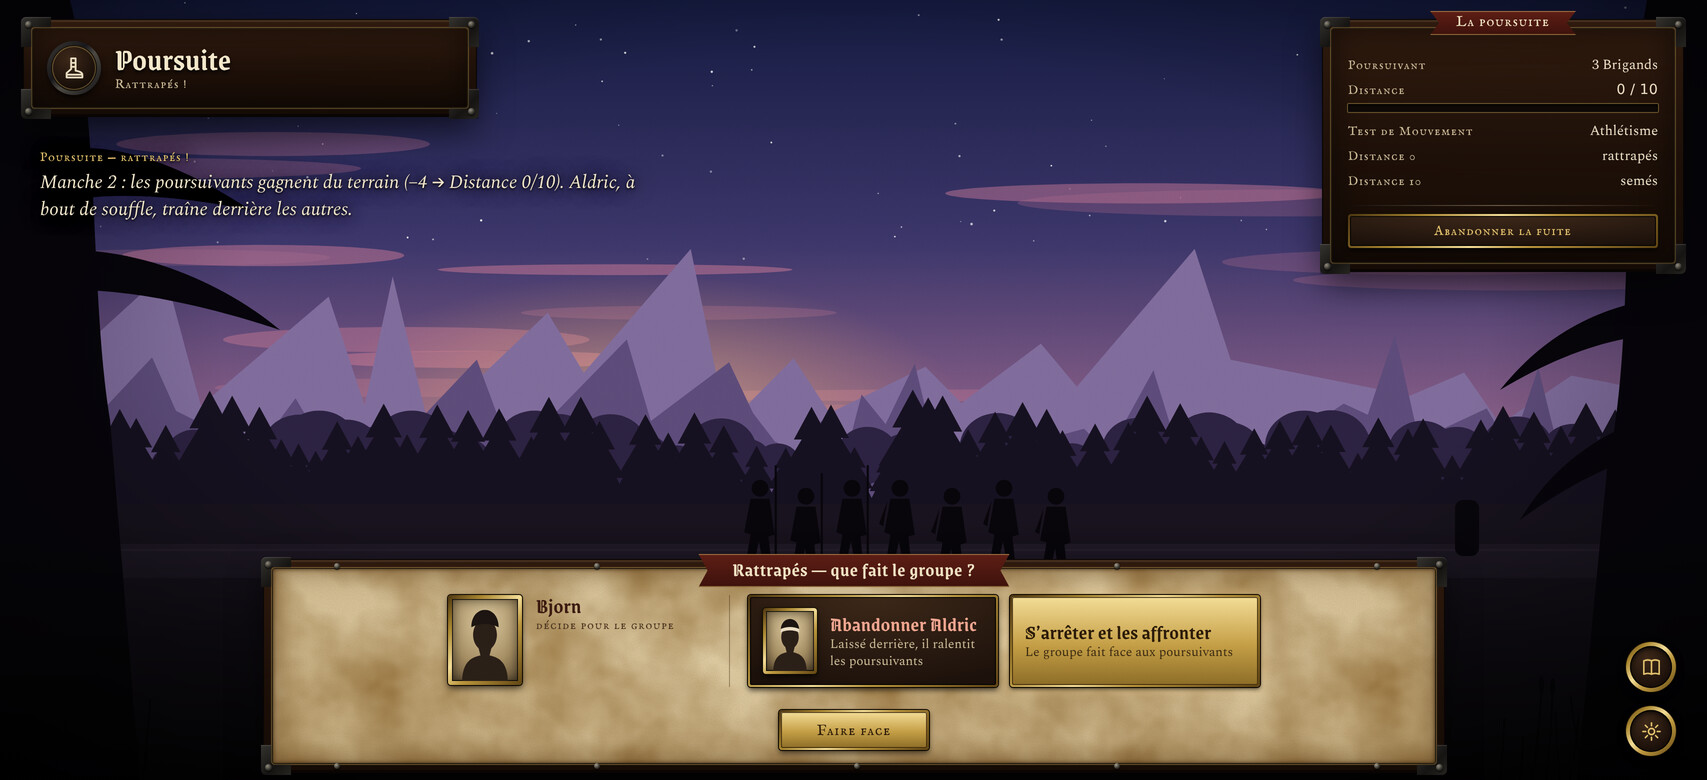 Poursuite
Rattrapés !
Poursuite — rattrapés !
Manche 2 : les poursuivants gagnent du terrain (−4 → Distance 0/10). Aldric, à
bout de souffle, traîne derrière les autres.
La poursuite
Poursuivant 3 Brigands
Distance 0 / 10
Test de Mouvement Athlétisme
Distance 0 rattrapés
Distance 10 semés
Abandonner la fuite
Rattrapés — que fait le groupe ?
Bjorn
décide pour le groupe
Abandonner Aldric
Laissé derrière, il ralentit
les poursuivants
S'arrêter et les affronter
Le groupe fait face aux poursuivants
Faire face